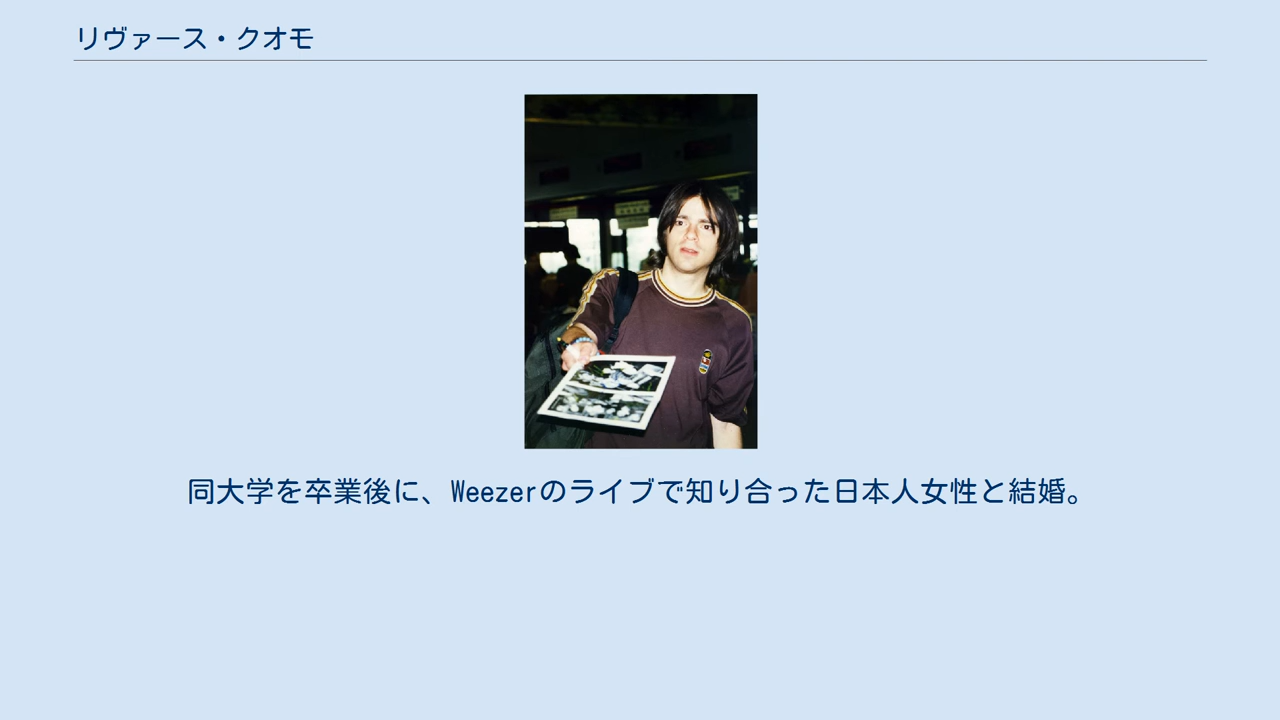 リヴァース・クオモ
同大学を卒業後に、Weezerのライブで知り合った日本人女性と結婚。